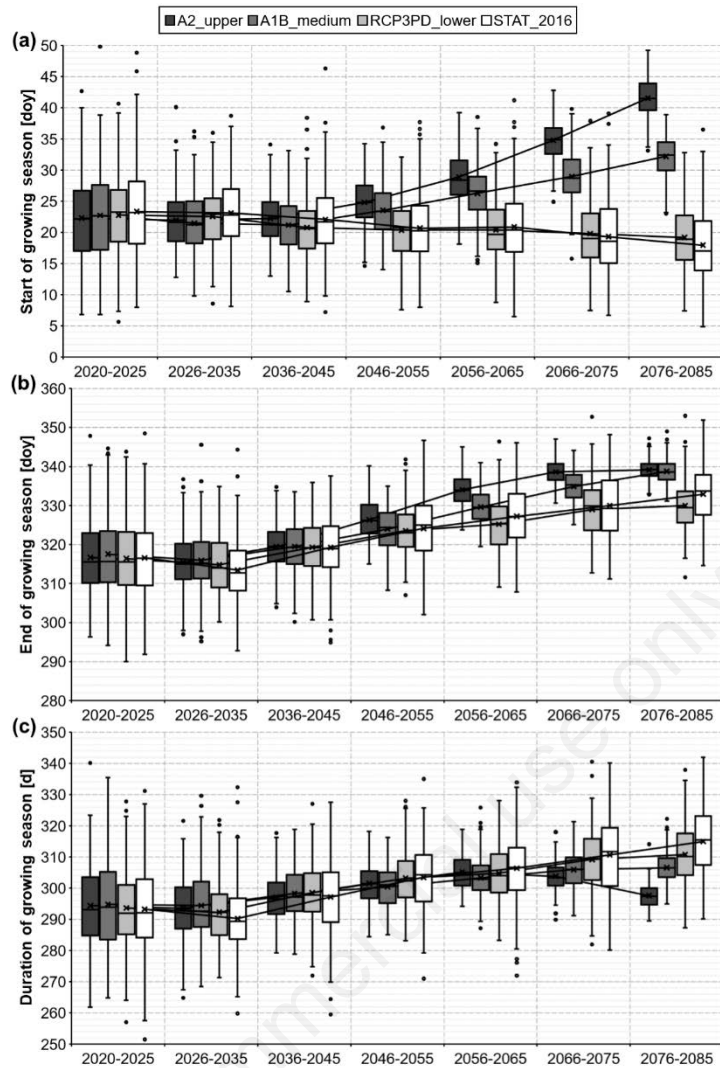 A2_upper A1B_medium RCP3PD_lower STAT_2016
(a)
Start of growing season [doy]
50
45
40
35
30
25
20
15
10
5
0
2020-2025 2026-2035 2036-2045 2046-2055 2056-2065 2066-2075 2076-2085
(b)
End of growing season [doy]
360
350
340
330
320
310
300
290
280
2020-2025 2026-2035 2036-2045 2046-2055 2056-2065 2066-2075 2076-2085
(c)
Duration of growing season [d]
350
340
330
320
310
300
290
280
270
260
250
2020-2025 2026-2035 2036-2045 2046-2055 2056-2065 2066-2075 2076-2085
mmercial use only